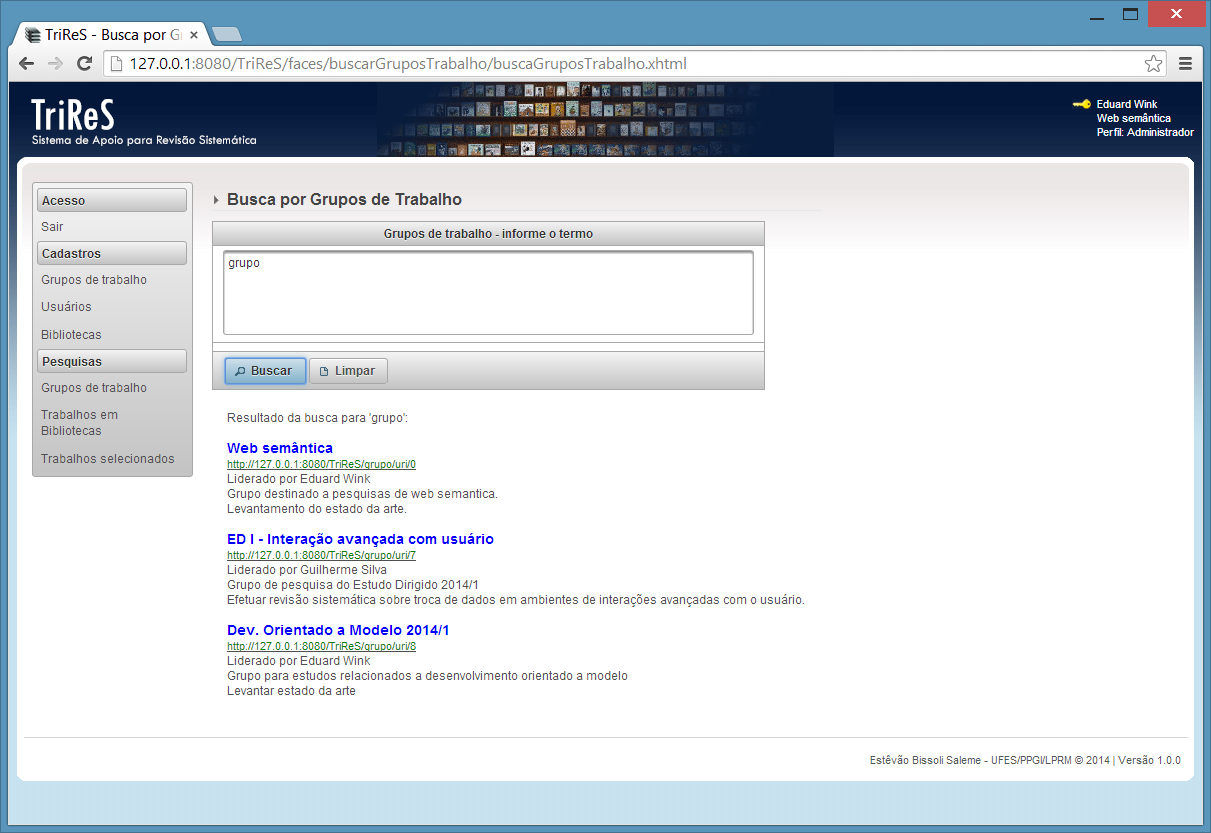 TriReS - Busca por G
127.0.0.1:8080/TriReS/faces/buscarGruposTrabalho/buscaGruposTrabalho.xhtml
TriReS
Sistema de Apoio para Revisão Sistemática
Eduard Wink
Web semântica
Perfil: Administrador
Acesso
Sair
Cadastros
Grupos de trabalho
Usuários
Bibliotecas
Pesquisas
Grupos de trabalho
Trabalhos em
Bibliotecas
Trabalhos selecionados
Busca por Grupos de Trabalho
Grupos de trabalho - informe o termo
grupo
Buscar
Limpar
Resultado da busca para 'grupo':
Web semântica
http://127.0.0.1:8080/TriReS/grupo/uri/0
Liderado por Eduard Wink
Grupo destinado a pesquisas de web semantica.
Levantamento do estado da arte.
ED I - Interação avançada com usuário
http://127.0.0.1:8080/TriReS/grupo/uri/7
Liderado por Guilherme Silva
Grupo de pesquisa do Estudo Dirigido 2014/1
Efetuar revisão sistemática sobre troca de dados em ambientes de interações avançadas com o usuário.
Dev. Orientado a Modelo 2014/1
http://127.0.0.1:8080/TriReS/grupo/uri/8
Liderado por Eduard Wink
Grupo para estudos relacionados a desenvolvimento orientado a modelo
Levantar estado da arte
Estêvão Bissoli Saleme - UFES/PPGI/LPRM © 2014 | Versão 1.0.0